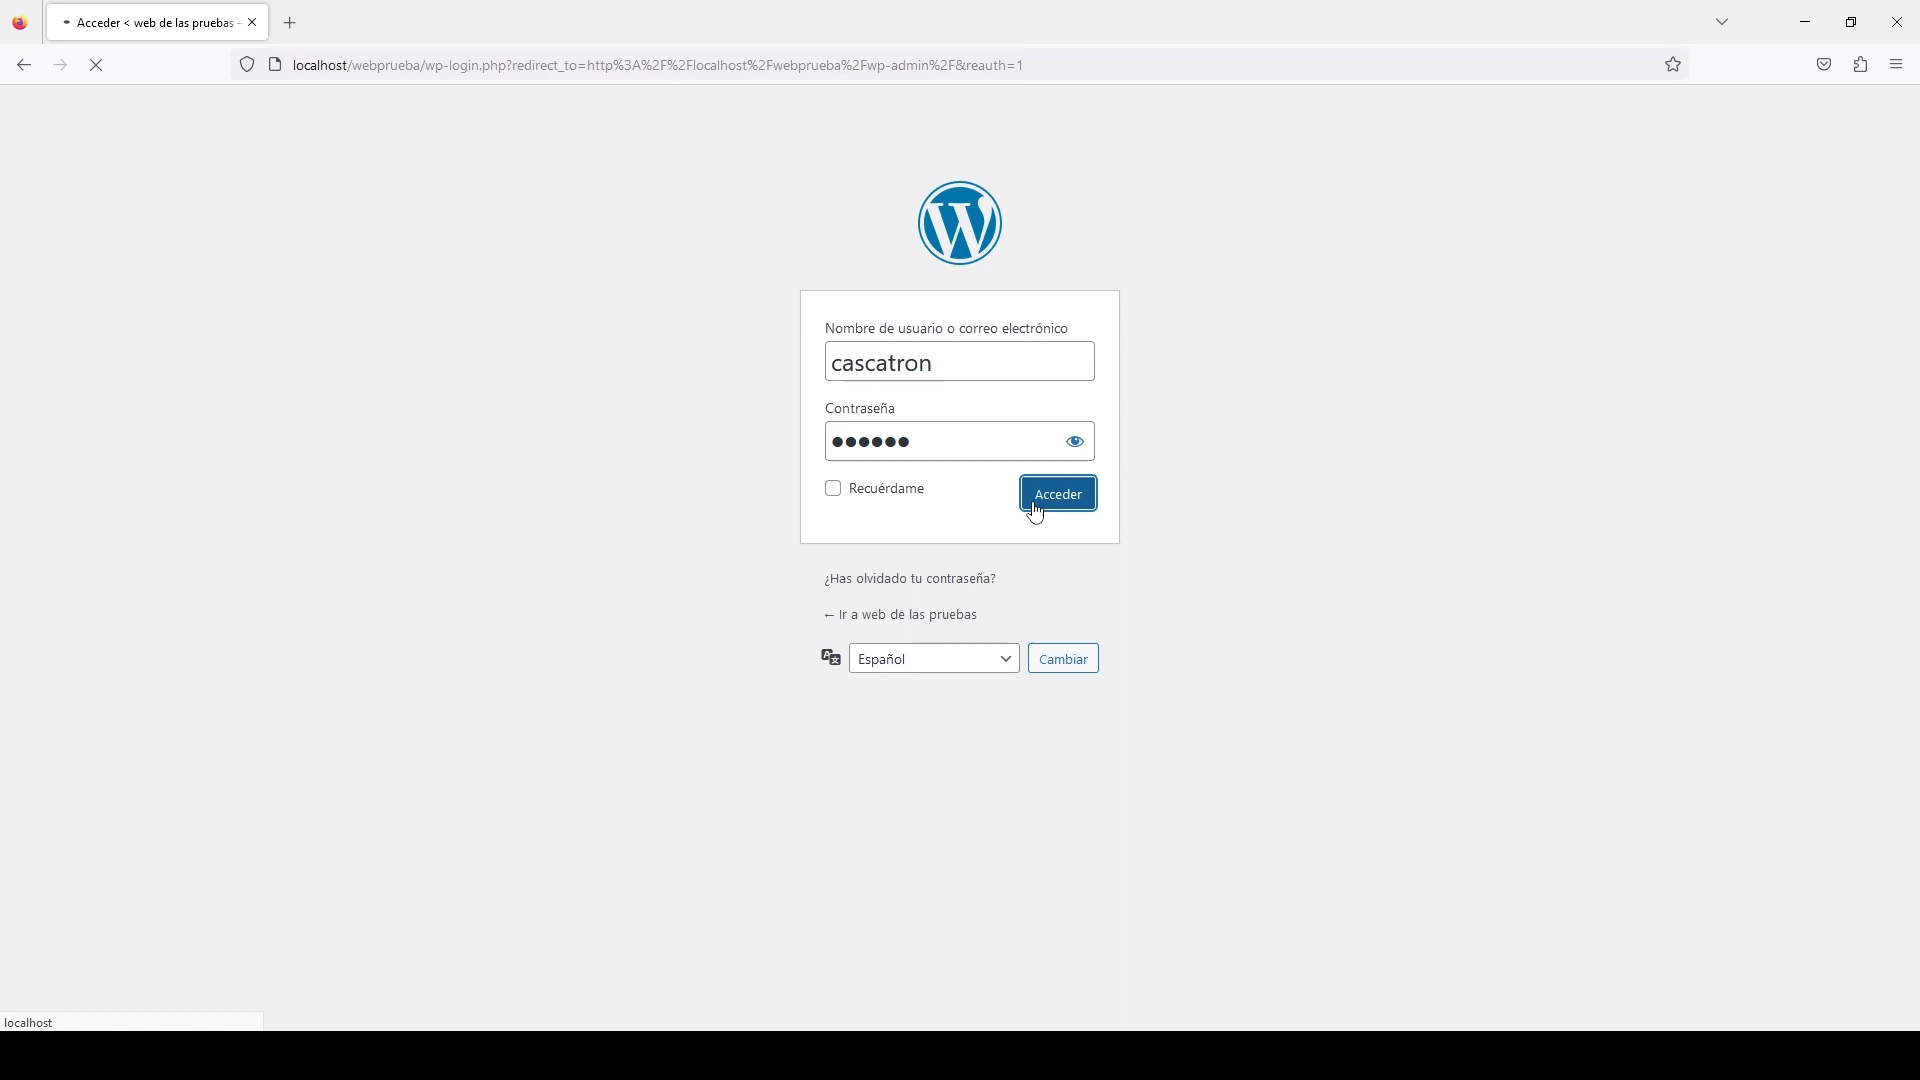 Acceder < web de las pruebas -
localhost/webprueba/wp-login.php?redirect_to=http%3A%2F%2Flocalhost%2Fwebprueba%2Fwp-admin%2F&reauth=1
Nombre de usuario o correo electrónico
cascatron
Contraseña
●●●●●●
Recuérdame
Acceder
¿Has olvidado tu contraseña?
← Ir a web de las pruebas
Español
Cambiar
localhost